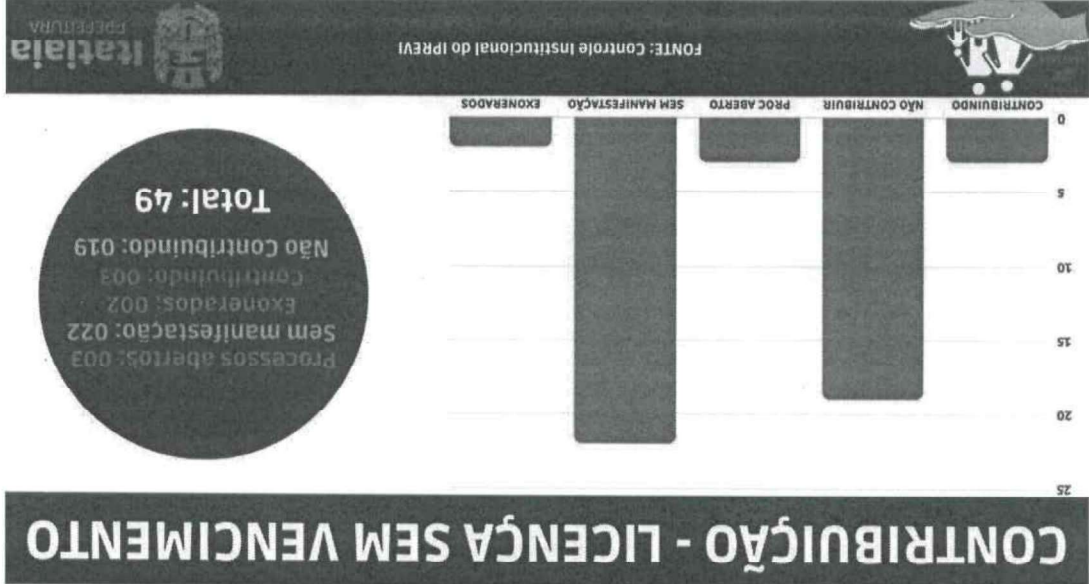 CONTRIBUIÇÃO - LICENÇA SEM VENCIMENTO
25
20
15
10
5
0
CONTRIBUINDO
NÃO CONTRIBUIR
PROC ABERTO
SEM MANIFESTAÇÃO
EXONERADOS
Processos abertos: 003
Sem manifestação: 022
Exonerados: 002
Contribuindo: 003
Não Contribuindo: 019
Total: 49
FONTE: Controle Institucional do IPREVI
PREFEITURA
Itatiaia